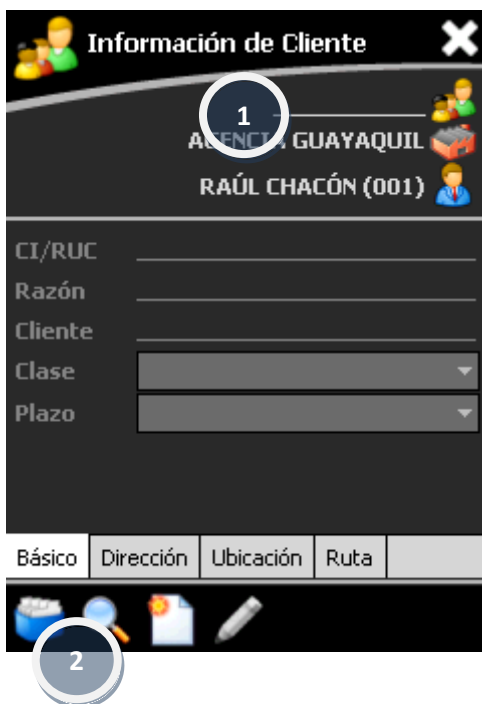 Información de Cliente
1
AGENCIA GUAYAQUIL
RAÚL CHACÓN (001)
CI/RUC
Razón
Cliente
Clase
Plazo
Básico Dirección Ubicación Ruta
2